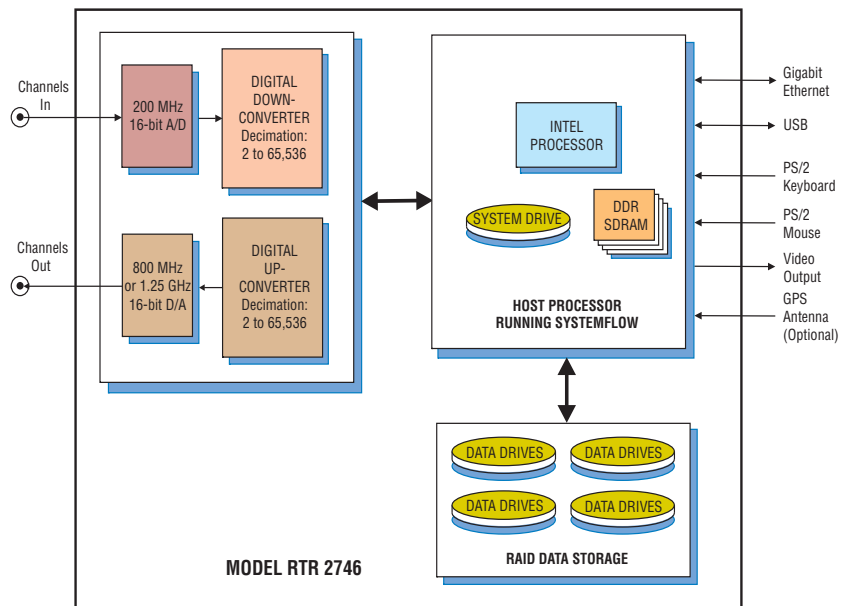 Channels
In
200 MHz
16-bit A/D
DIGITAL
DOWN-
CONVERTER
Decimation:
2 to 65,536
Channels
Out
800 MHz
or 1.25 GHz
16-bit D/A
DIGITAL
UP-
CONVERTER
Decimation:
2 to 65,536
INTEL
PROCESSOR
SYSTEM DRIVE
DDR
SDRAM
HOST PROCESSOR
RUNNING SYSTEMFLOW
Gigabit
Ethernet
USB
PS/2
Keyboard
PS/2
Mouse
Video
Output
GPS
Antenna
(Optional)
DATA DRIVES
DATA DRIVES
DATA DRIVES
DATA DRIVES
RAID DATA STORAGE
MODEL RTR 2746